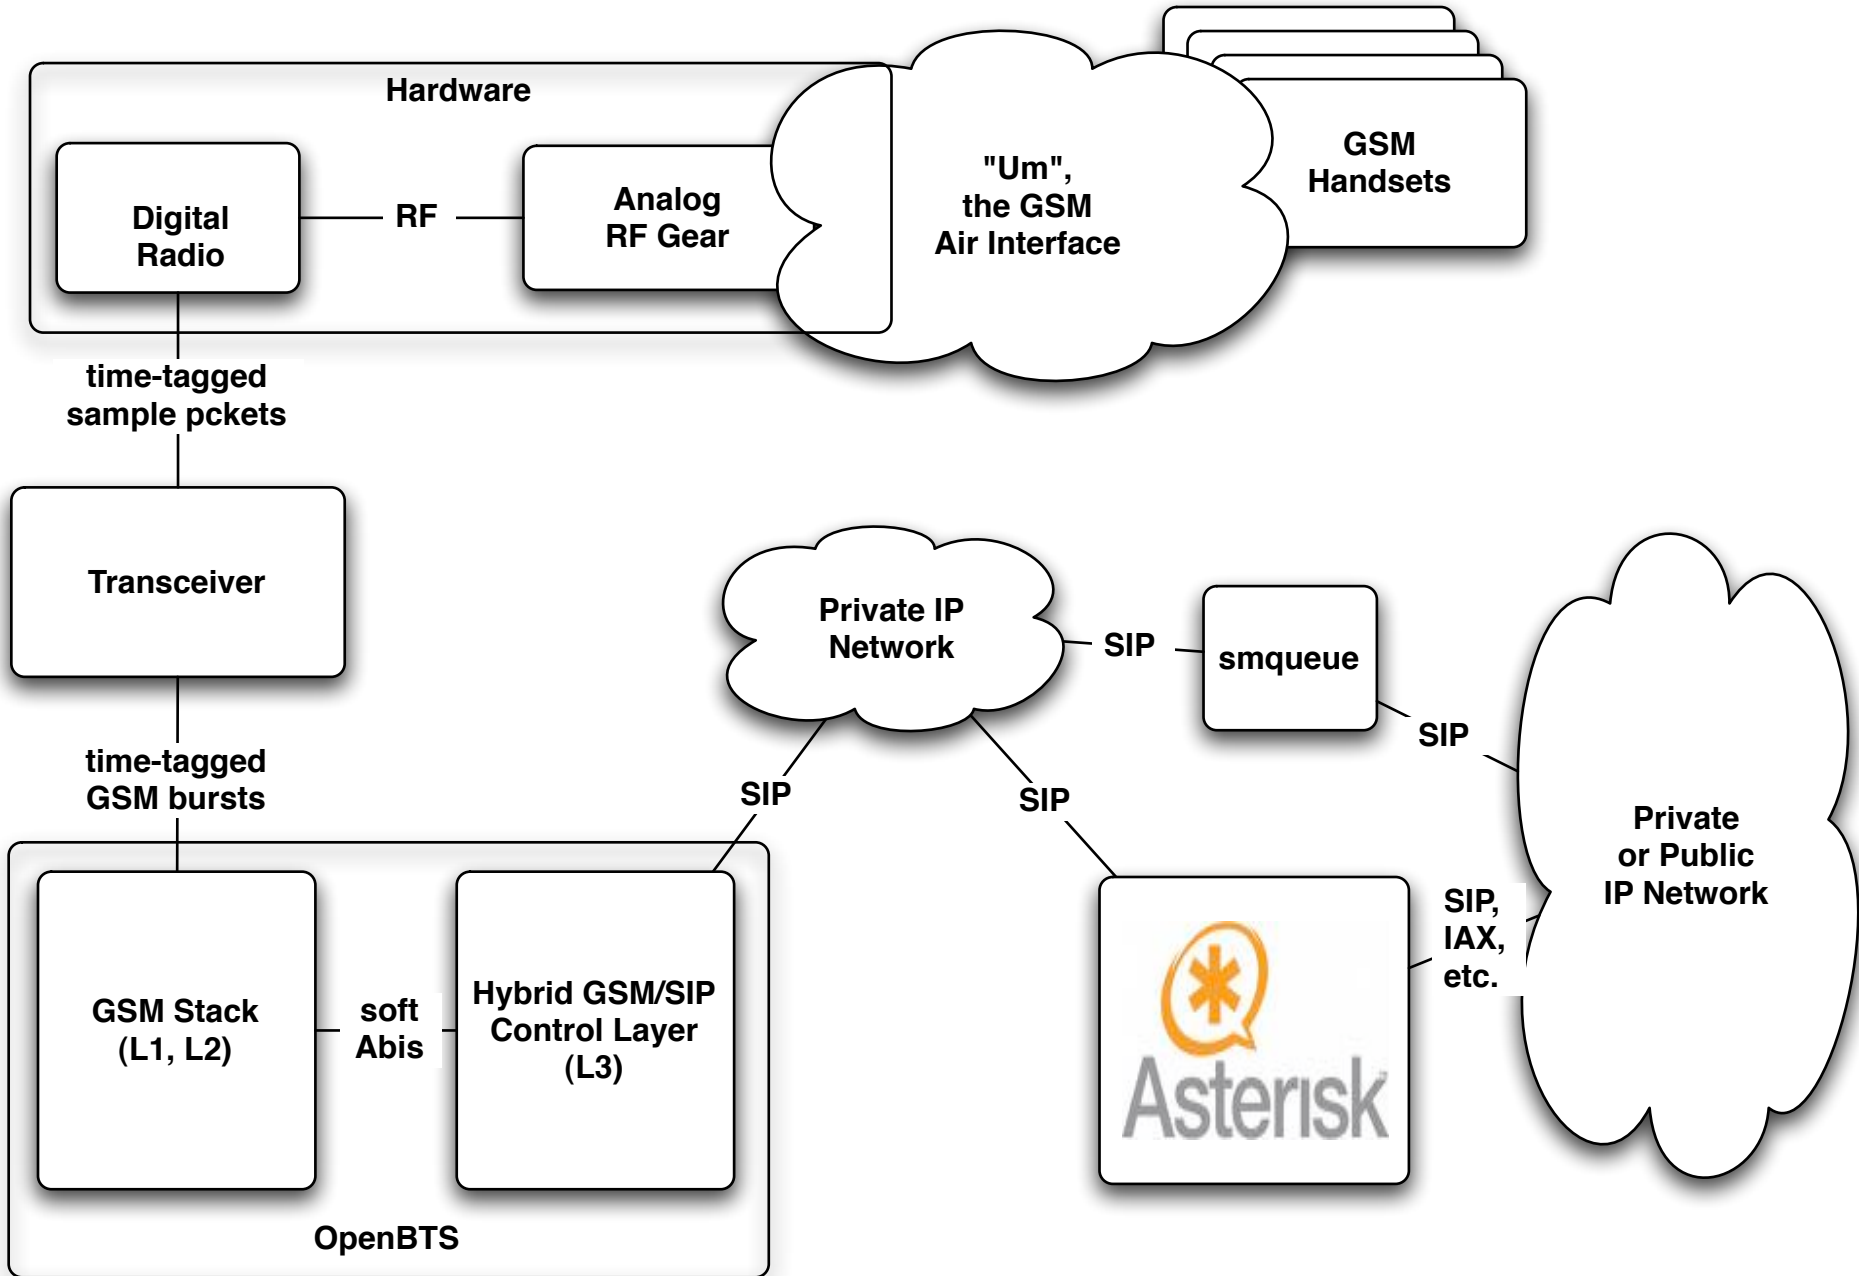 Hardware
Digital
Radio
RF
Analog
RF Gear
"Um",
the GSM
Air Interface
GSM
Handsets
time-tagged
sample pckets
Transceiver
time-tagged
GSM bursts
Private IP
Network
SIP
smqueue
SIP
SIP
SIP
Private
or Public
IP Network
SIP,
IAX,
etc.
Asterisk
GSM Stack
(L1, L2)
soft
Abis
Hybrid GSM/SIP
Control Layer
(L3)
OpenBTS